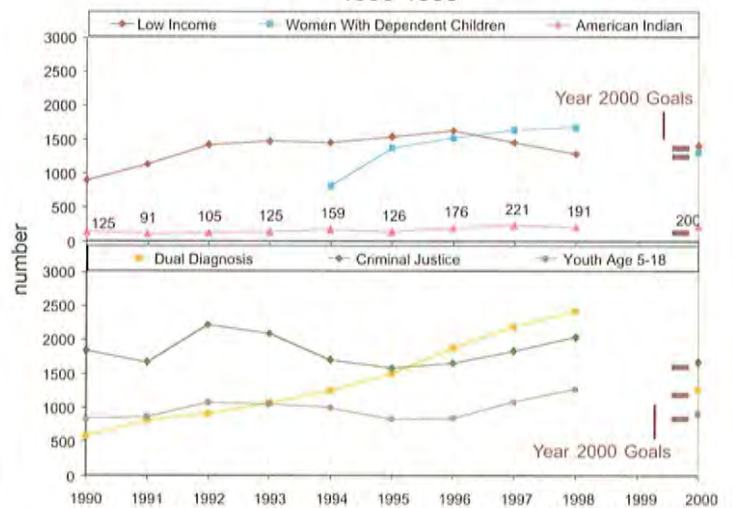 Low Income Women With Dependent Children American Indian
3000
2500
2000
1500
1000
500
0
Year 2000 Goals
125 91 105 125 159 126 176 221 191 200
number
Dual Diagnosis Criminal Justice Youth Age 5-18
3000
2500
2000
1500
1000
500
0
Year 2000 Goals
1990 1991 1992 1993 1994 1995 1996 1997 1998 1999 2000